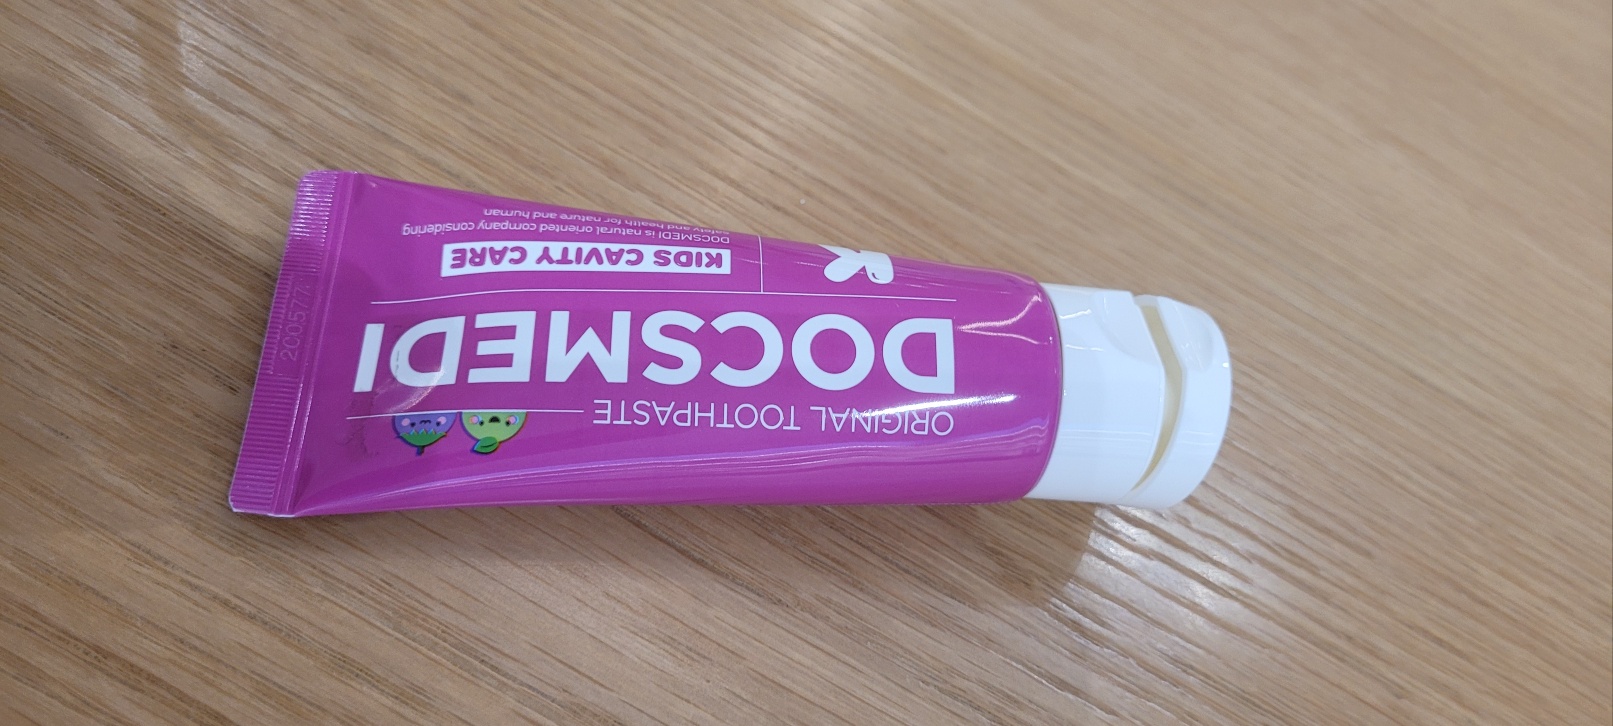 ORIGINAL TOOTHPASTE
DOCSMEDI
KIDS CAVITY CARE
DOCSMEDI is natural oriented company considering
safety and health for nature and human
200577